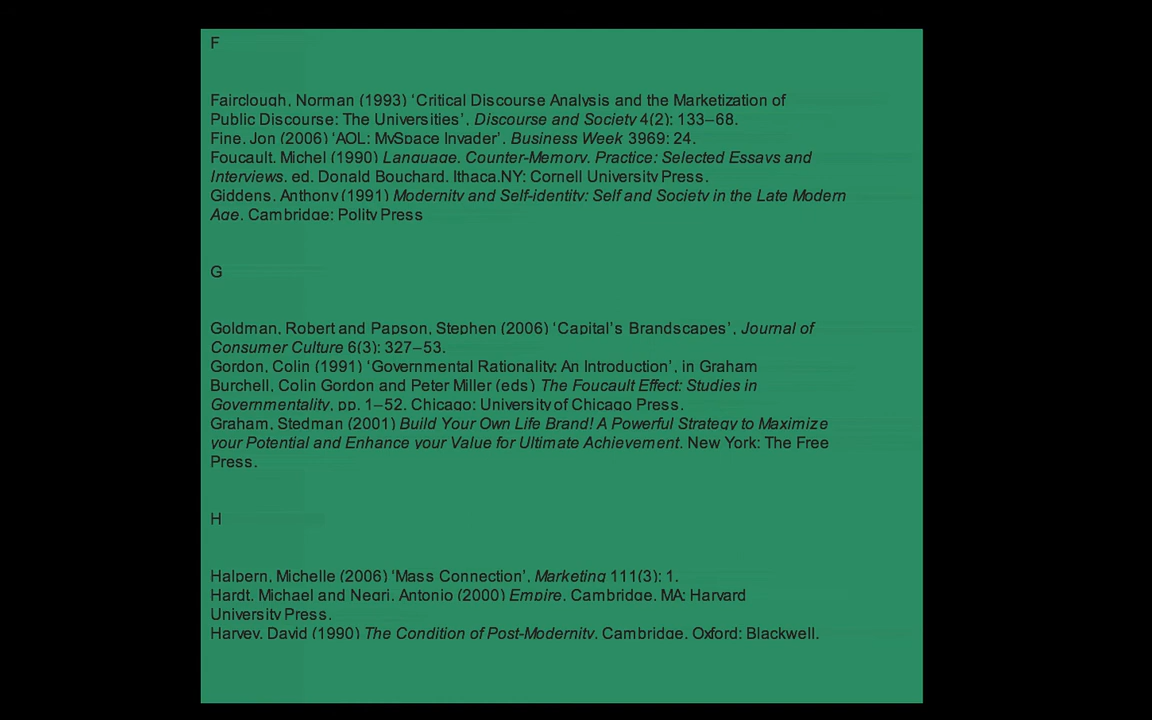 F
Fairclough, Norman (1993) ‘Critical Discourse Analysis and the Marketization of
Public Discourse: The Universities’, Discourse and Society 4(2): 133–68.
Fine, Jon (2006) ‘AOL: MySpace Invader’, Business Week 3969: 24.
Foucault, Michel (1990) Language, Counter-Memory, Practice: Selected Essays and
Interviews, ed. Donald Bouchard. Ithaca,NY: Cornell University Press.
Giddens, Anthony(1991) Modernity and Self-identity: Self and Society in the Late Modern
Age. Cambridge: Polity Press
G
Goldman, Robert and Papson, Stephen (2006) ‘Capital’s Brandscapes’, Journal of
Consumer Culture 6(3): 327–53.
Gordon, Colin (1991) ‘Governmental Rationality: An Introduction’, in Graham
Burchell, Colin Gordon and Peter Miller (eds) The Foucault Effect: Studies in
Governmentality, pp. 1–52. Chicago: University of Chicago Press.
Graham, Stedman (2001) Build Your Own Life Brand! A Powerful Strategy to Maximize
your Potential and Enhance your Value for Ultimate Achievement. New York: The Free
Press.
H
Halpern, Michelle (2006) ‘Mass Connection’, Marketing 111(3): 1.
Hardt, Michael and Negri, Antonio (2000) Empire. Cambridge, MA: Harvard
University Press.
Harvey, David (1990) The Condition of Post-Modernity. Cambridge, Oxford: Blackwell.